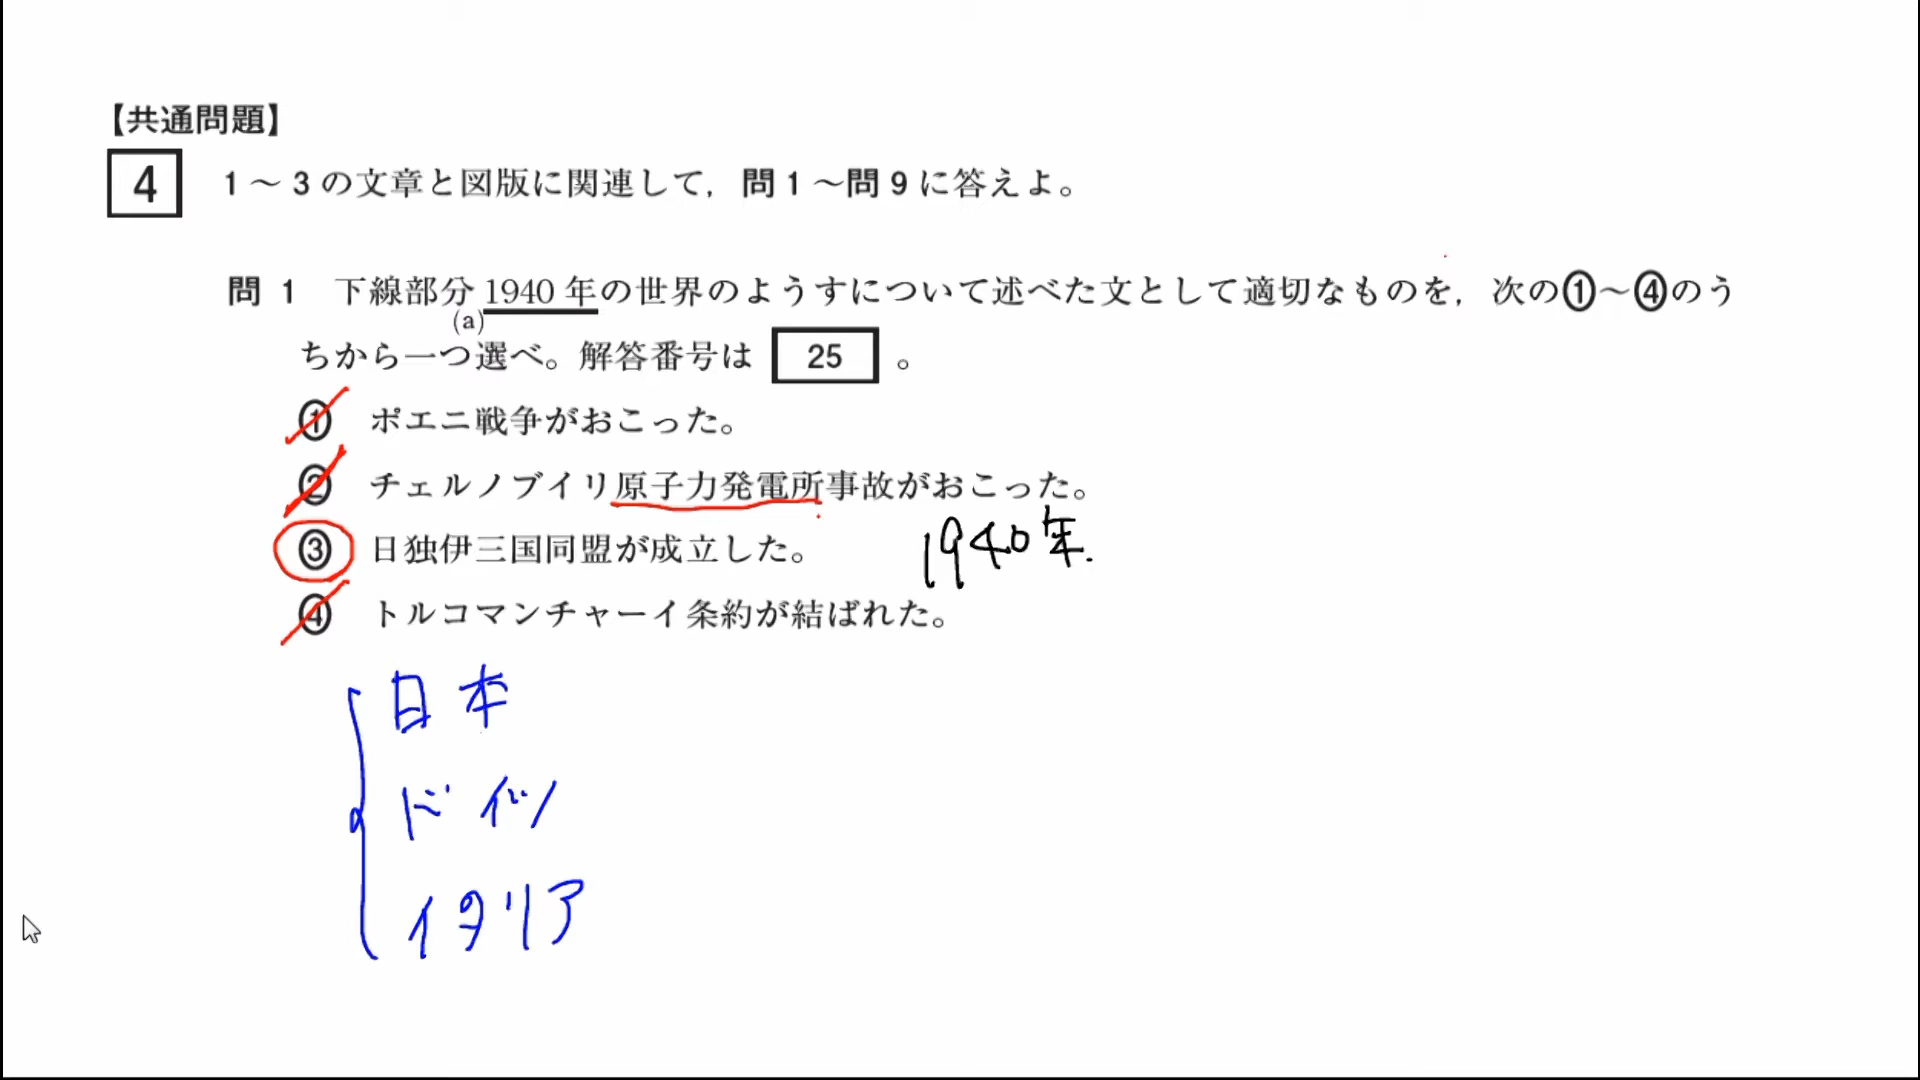 【共通問題】
4 1～3の文章と図版に関連して，問1～問9に答えよ。
問1 下線部分1940年の世界のようすについて述べた文として適切なものを，次の①～④のう
(a)
ちから一つ選べ。解答番号は 25 。
① ポエニ戦争がおこった。
② チェルノブイリ原子力発電所事故がおこった。
③ 日独伊三国同盟が成立した。 1940年.
④ トルコマンチャーイ条約が結ばれた。
日本
ドイツ
イタリア